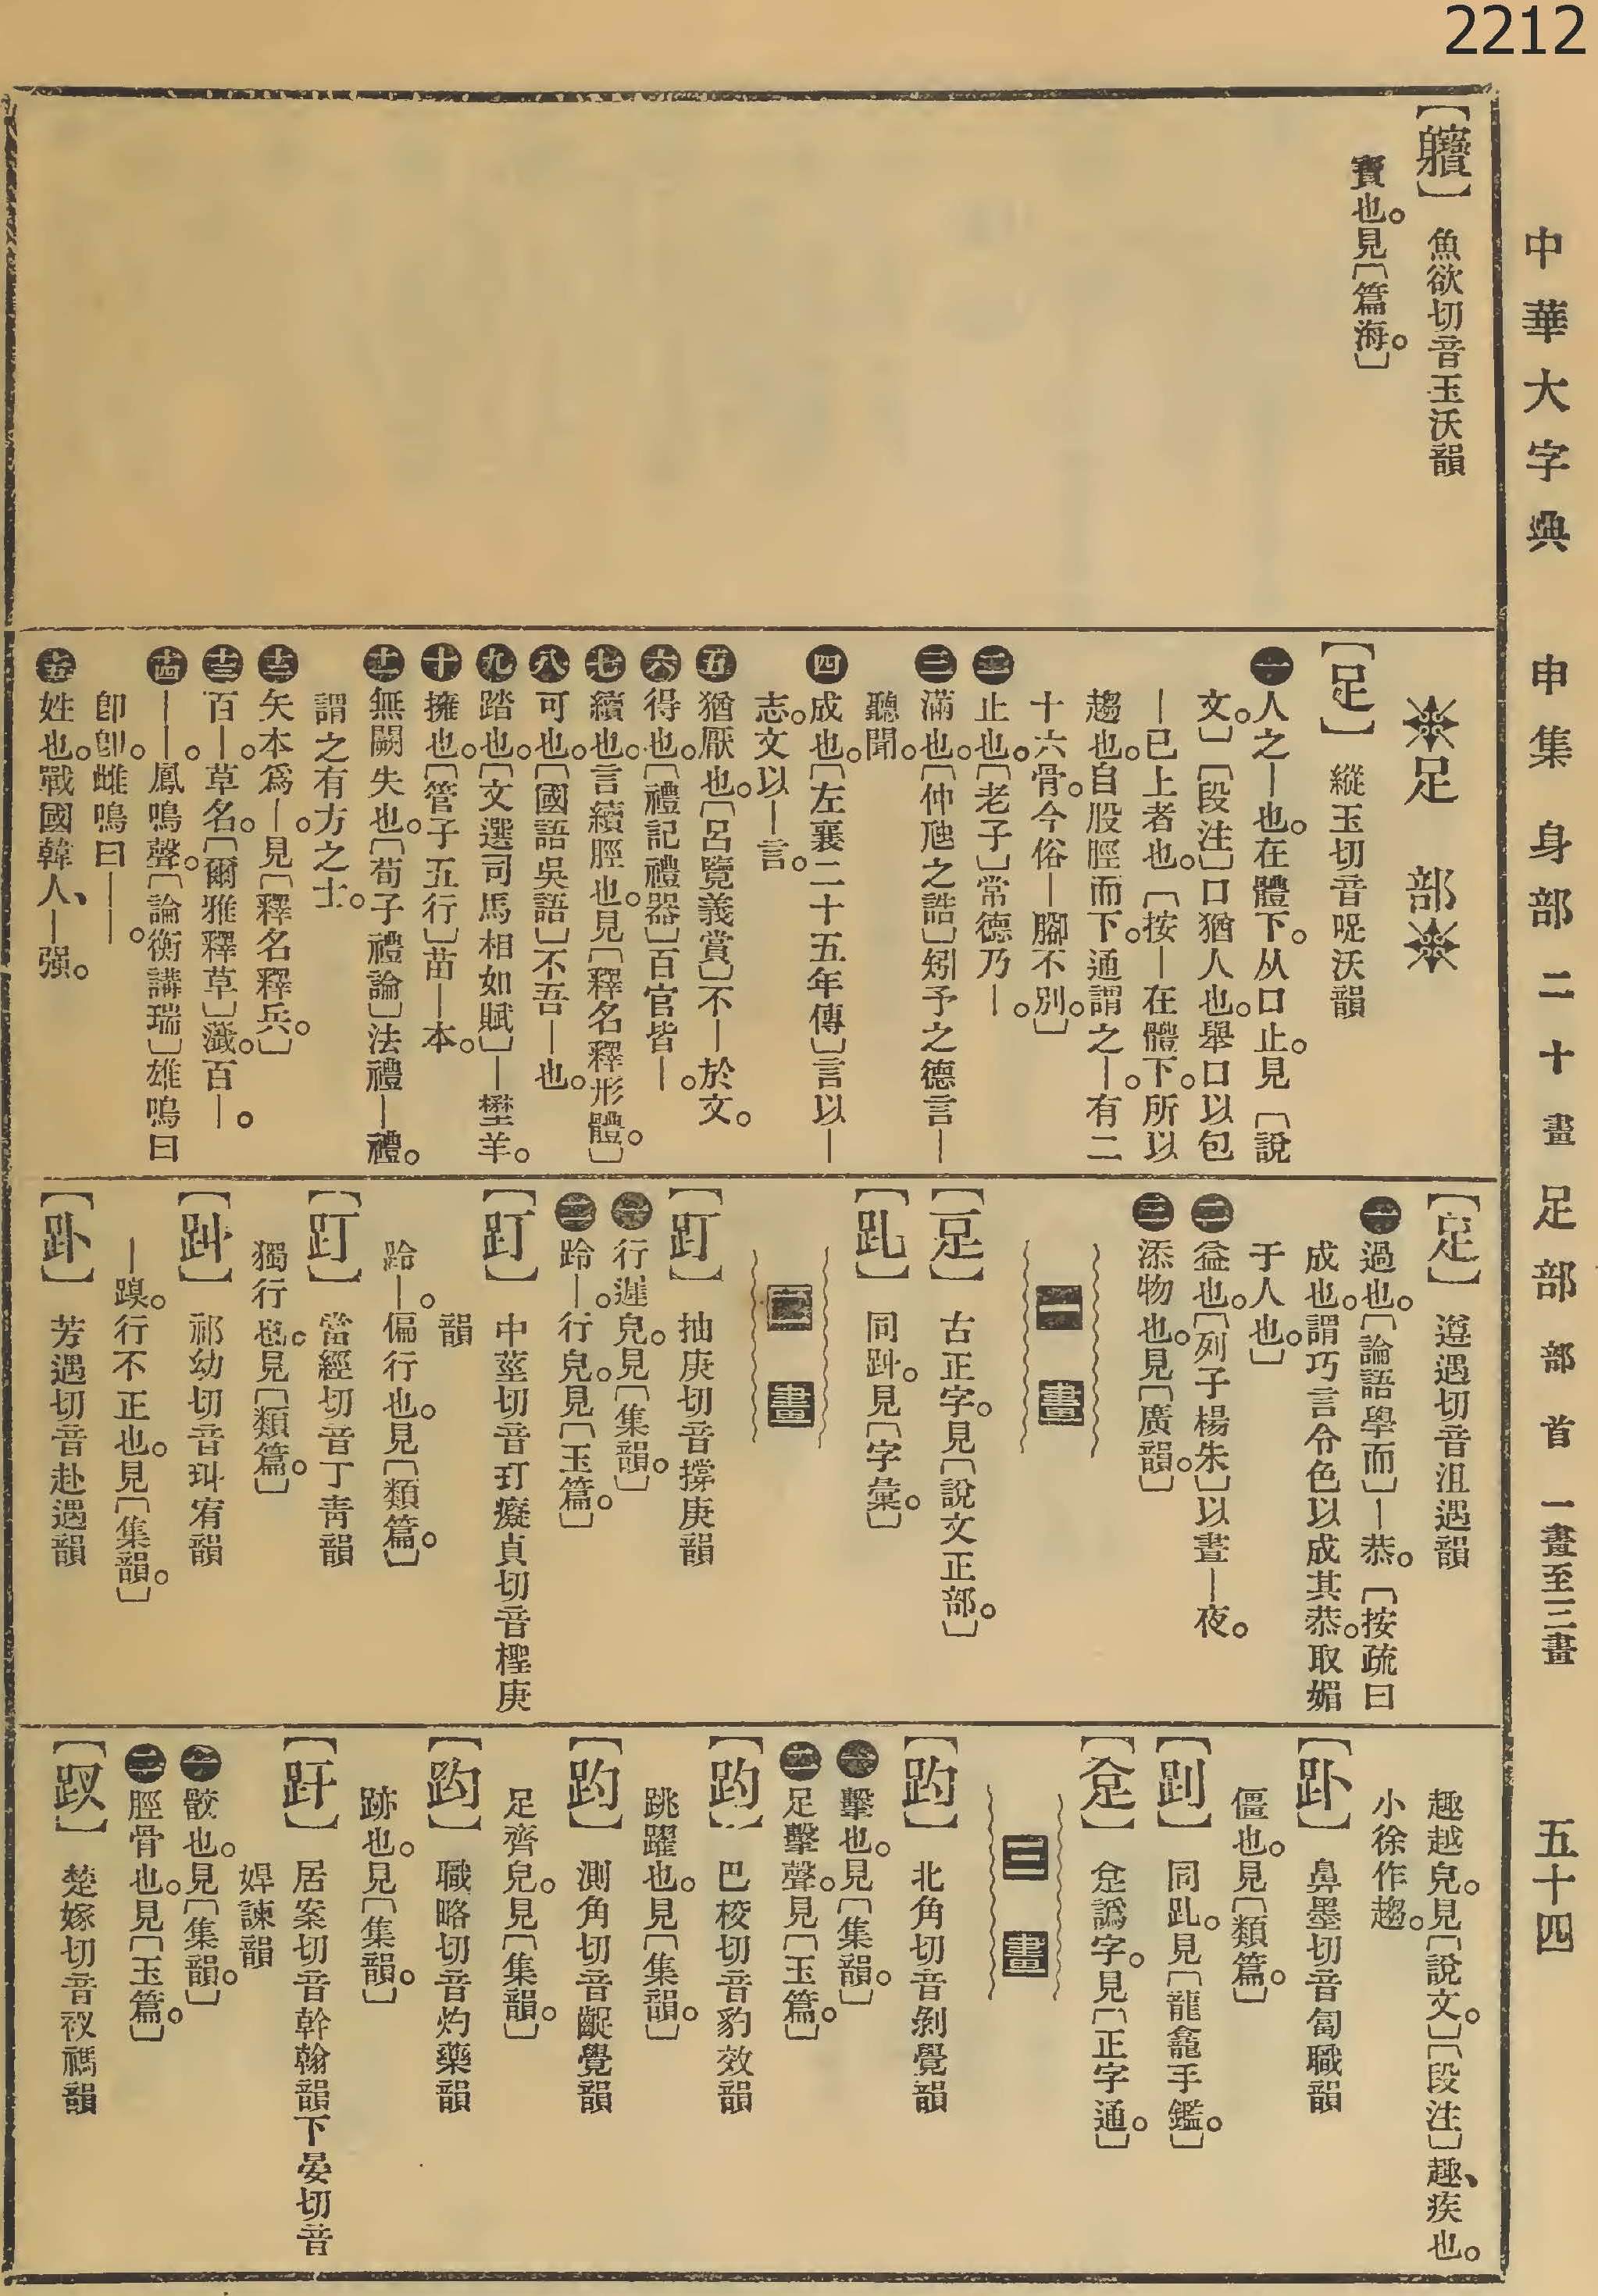 2212
中華大字典 申集 身部 二十畫 足部 部首 一畫至三畫 五十四
【䠯】魚欲切音玉沃韻
寶也。見〔篇海。〕
足 部
【足】縱玉切音哫沃韻
㊀人之―也。在體下。从口止。見〔說
文。〕〔段注〕口猶人也。舉口以包
―已上者也。〔按―在體下。所以
趨也。自股脛而下。通謂之―。有二
十六骨。今俗―腳不別。〕
㊁止也。〔老子〕常德乃―。
㊂滿也。〔仲虺之誥〕矧予之德言―
聽聞。
㊃成也。〔左襄二十五年傳〕言以―
志。文以―言。
㊄猶厭也。〔呂覽義賞〕不―於文。
㊅得也。〔禮記禮器〕百官皆―。
㊆續也。言續脛也。見〔釋名釋形體。〕
㊇可也。〔國語吳語〕不吾―也。
㊈踏也。〔文選司馬相如賦〕―壄羊。
㊉擁也。〔管子五行〕苗―本。
⑪無闕失也。〔荀子禮論〕法禮―禮。
謂之有方之士。
⑫矢本爲―。見〔釋名釋兵。〕
⑬百―。草名。〔爾雅釋草〕虃。百―。
⑭――。鳳鳴聲。〔論衡講瑞〕雄鳴曰
卽卽。雌鳴曰――。
⑮姓也。戰國韓人、―强。
【足】遵遇切音沮遇韻
㊀過也。〔論語學而〕―恭。〔按疏曰
成也。謂巧言令色以成其恭。取媚
于人也。〕
㊁益也。〔列子楊朱〕以晝―夜。
㊂添物也。見〔廣韻。〕
一畫
【𤴓】古正字。見〔說文正部。〕
【𧾸】同𧿈。見〔字彙。〕
二畫
【𧾻】抽庚切音撐庚韻
㊀行遲皃。見〔集韻。〕
㊁跉―。行皃。見〔玉篇。〕
【𧾻】中莖切音玎癡貞切音檉庚
韻
跉―。偏行也。見〔類篇。〕
【𧾻】當經切音丁靑韻
獨行也。見〔類篇。〕
【𧾿】祁幼切音㺩宥韻
―䠗。行不正也。見〔集韻。〕
【𧿁】芳遇切音赴遇韻
趣越皃。見〔說文。〕〔段注〕趣、疾也。
小徐作趨。
【𧿁】鼻墨切音匐職韻
僵也。見〔類篇。〕
【𧾾】同𧾸。見〔龍龕手鑑。〕
【𧾽】㐱譌字。見〔正字通。〕
三畫
【趵】北角切音剝覺韻
㊀擊也。見〔集韻。〕
㊁足擊聲。見〔玉篇。〕
【趵】巴校切音豹效韻
跳躍也。見〔集韻。〕
【趵】測角切音齪覺韻
足齊皃。見〔集韻。〕
【趵】職略切音灼藥韻
跡也。見〔集韻。〕
【趶】居案切音幹翰韻下晏切音
婩諫韻
㊀骹也。見〔集韻。〕
㊁脛骨也。見〔玉篇。〕
【䟕】楚嫁切音衩禡韻